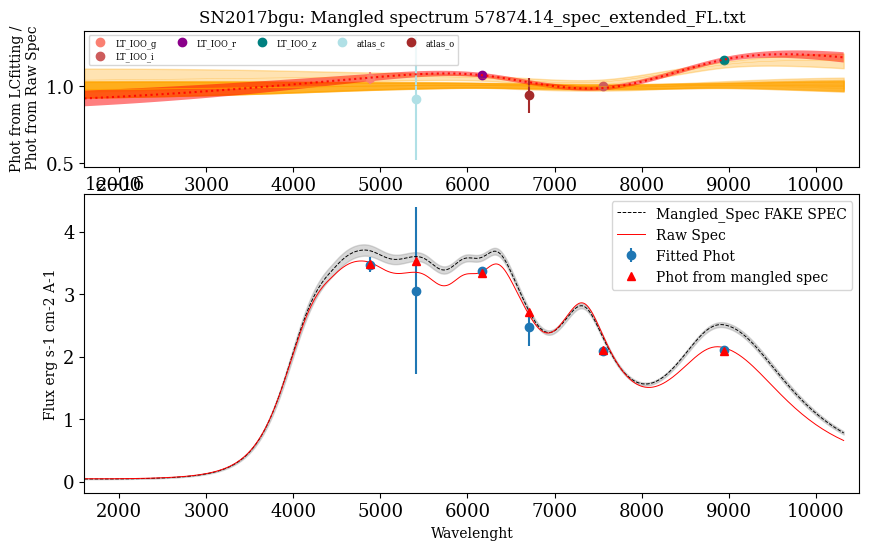 SN2017bgu: Mangled spectrum 57874.14_spec_extended_FL.txt
Phot from LCfitting /
Phot from Raw Spec
LT_IOO_g LT_IOO_r LT_IOO_z atlas_c atlas_o
LT_IOO_i
1.0
0.5
2000 3000 4000 5000 6000 7000 8000 9000 10000
1e−16
Flux erg s-1 cm-2 A-1
Mangled_Spec FAKE SPEC
Raw Spec
Fitted Phot
Phot from mangled spec
4
3
2
1
0
2000 3000 4000 5000 6000 7000 8000 9000 10000
Wavelenght